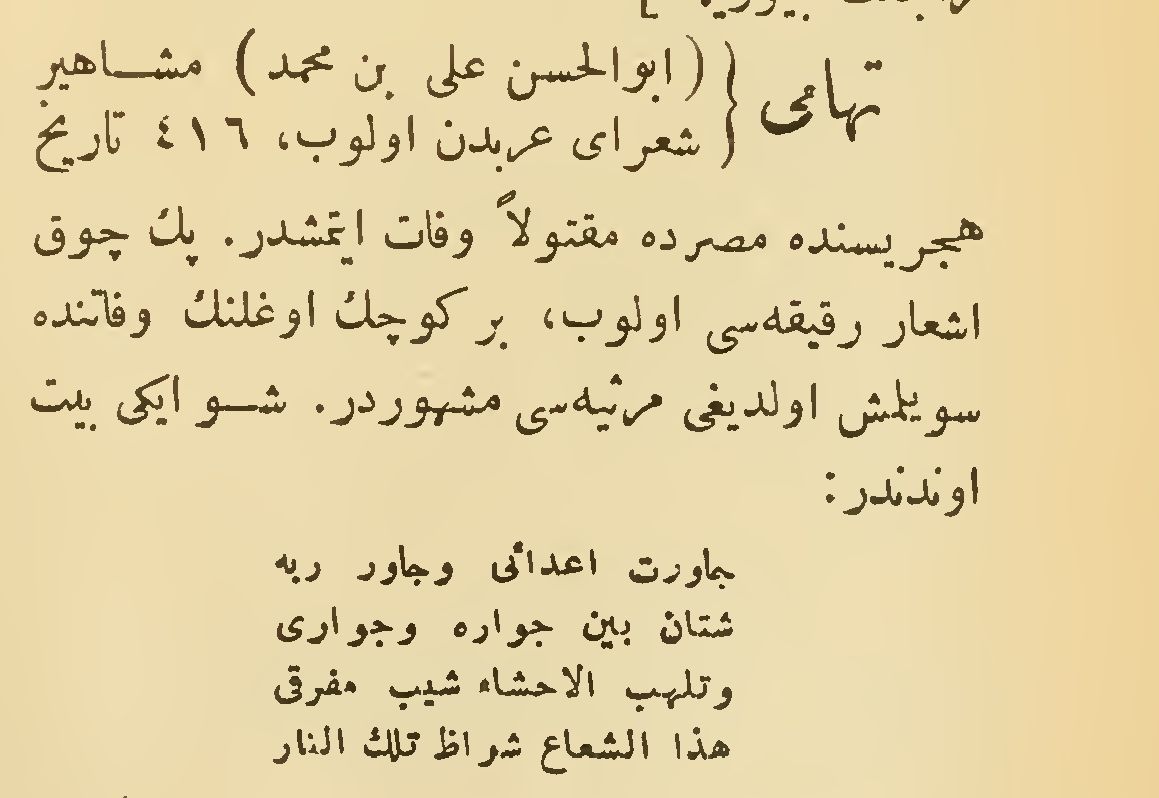 تهامی { (ابوالحسن علی بن محمد) مشاهیر
شعرای عربدن اولوب، ٤١٦ تاریخ
هجریسنده مصرده مقتولاً وفات ایتمشدر. پك چوق
اشعار رقیقه‌سی اولوب، بر کوچك اوغلنك وفاتنده
سویلمش اولدیغی مرثیه‌سی مشهوردر. شو ایکی بیت
اوندندر:
جاورت اعدائی وجاور ربه
شتان بین جواره وجواری
وتلهب الاحشاء شیب مفرقی
هذا الشعاع شراظ تلك النار